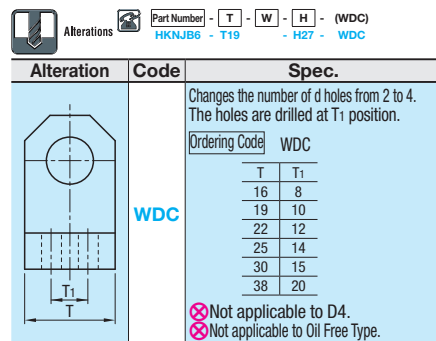 Alterations
Part Number - T - W - H - (WDC)
HKNJB6 - T19 - H27 - WDC
Alteration Code Spec.
Changes the number of d holes from 2 to 4.
The holes are drilled at T1 position.
Ordering Code WDC
T T1
16 8
19 10
22 12
25 14
30 15
38 20
WDC
T1
T
Not applicable to D4.
Not applicable to Oil Free Type.